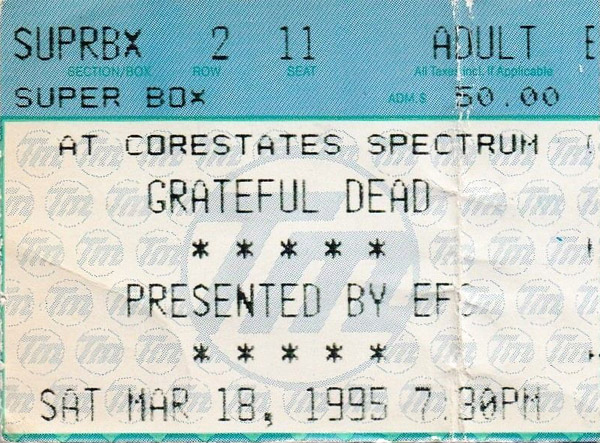 SUPRBX 2 11 ADULT
SECTION/BOX ROW SEAT All Taxes Incl. If Applicable
SUPER BOX ADM.$ 50.00
AT CORESTATES SPECTRUM
GRATEFUL DEAD
* * * * *
PRESENTED BY
* * * * *
SAT MAR 18, 1995 7:30PM